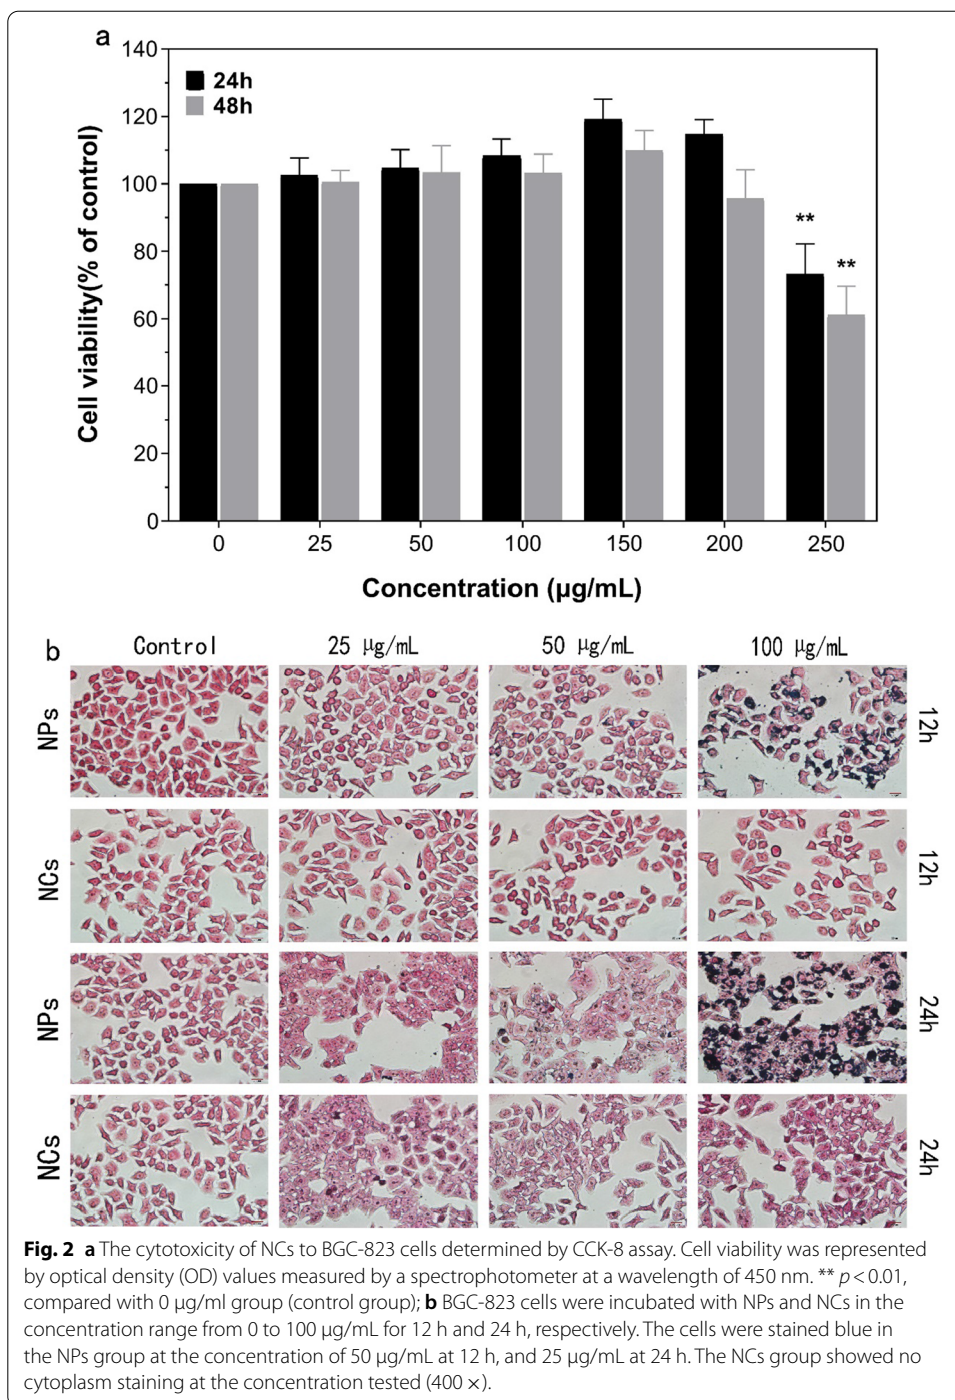 a
140
120
100
80
60
40
20
0
Cell viability(% of control)
24h
48h
**
**
0 25 50 100 150 200 250
Concentration (µg/mL)
b
Control 25 µg/mL 50 µg/mL 100 µg/mL
NPs 12h
NCs 12h
NPs 24h
NCs 24h
Fig. 2 a The cytotoxicity of NCs to BGC-823 cells determined by CCK-8 assay. Cell viability was represented
by optical density (OD) values measured by a spectrophotometer at a wavelength of 450 nm. ** p < 0.01,
compared with 0 µg/ml group (control group); b BGC-823 cells were incubated with NPs and NCs in the
concentration range from 0 to 100 µg/mL for 12 h and 24 h, respectively. The cells were stained blue in
the NPs group at the concentration of 50 µg/mL at 12 h, and 25 µg/mL at 24 h. The NCs group showed no
cytoplasm staining at the concentration tested (400 ×).